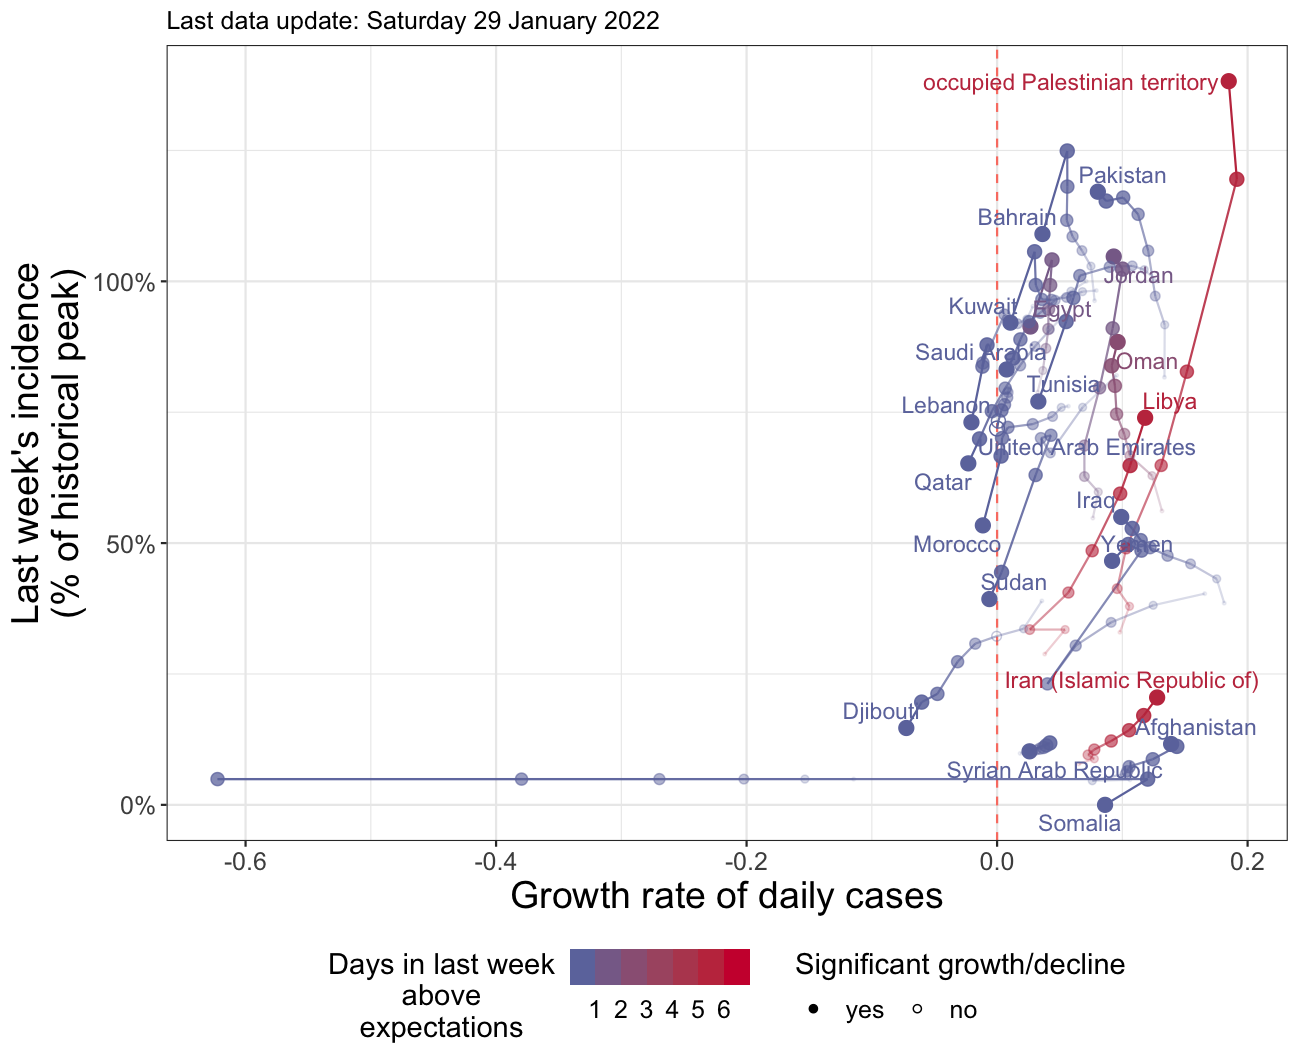 Last data update: Saturday 29 January 2022
occupied Palestinian territory
Pakistan
Bahrain
Jordan
Kuwait
Egypt
Saudi Arabia
Oman
Tunisia
Libya
Lebanon
United Arab Emirates
Qatar
Iraq
Morocco
Yemen
Sudan
Iran (Islamic Republic of)
Djibouti
Afghanistan
Syrian Arab Republic
Somalia
100%
50%
0%
Last week's incidence
(% of historical peak)
-0.6
-0.4
-0.2
0.0
0.2
Growth rate of daily cases
Days in last week
above
expectations
1 2 3 4 5 6
Significant growth/decline
yes
no